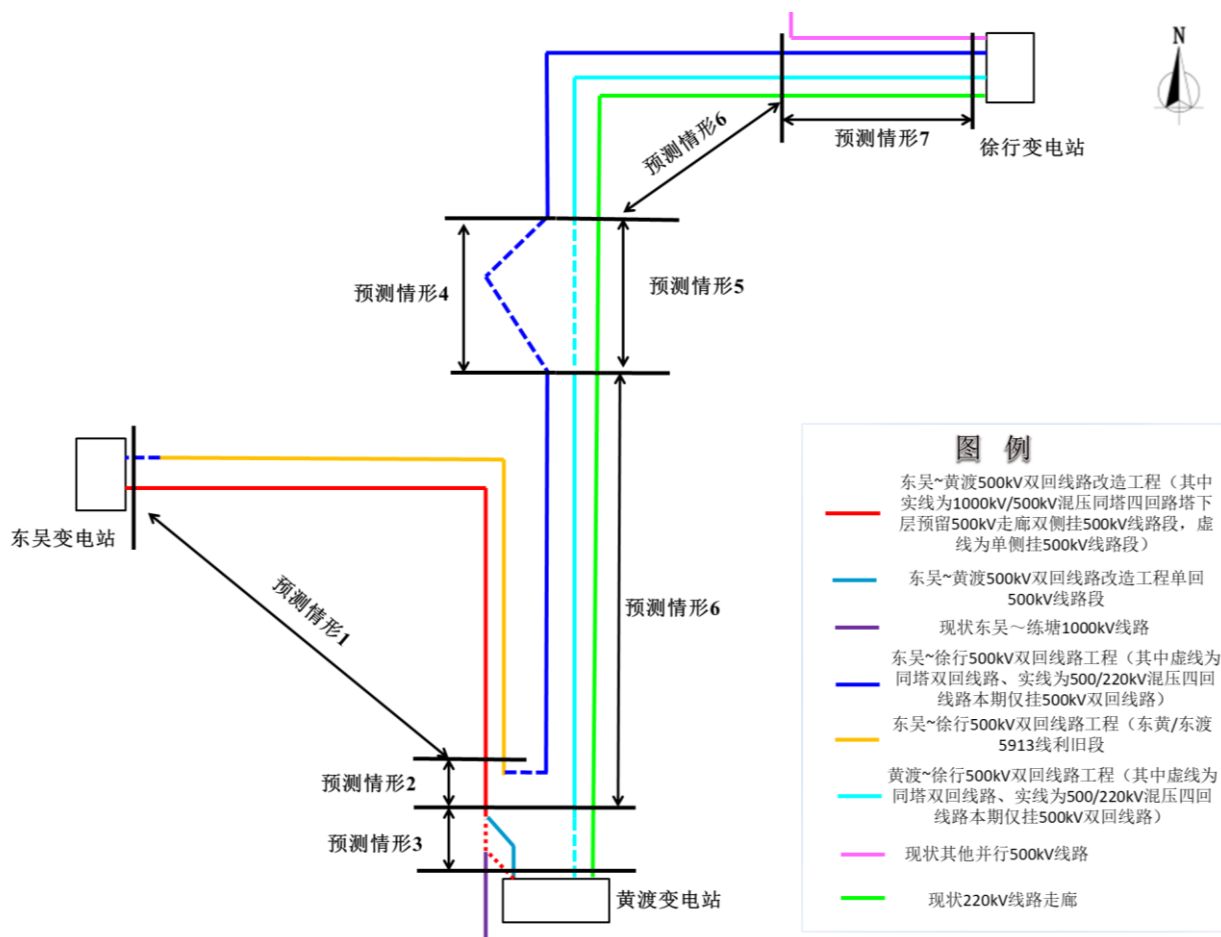 N
预测情形6
预测情形7
徐行变电站
预测情形4
预测情形5
东吴变电站
预测情形1
预测情形6
预测情形2
预测情形3
黄渡变电站
图 例
东吴~黄渡500kV双回线路改造工程（其中
实线为1000kV/500kV混压同塔四回路塔下
层预留500kV走廊双侧挂500kV线路段，虚
线为单侧挂500kV线路段）
东吴~黄渡500kV双回线路改造工程单回
500kV线路段
现状东吴～练塘1000kV线路
东吴~徐行500kV双回线路工程（其中虚线为
同塔双回线路、实线为500/220kV混压四回
线路本期仅挂500kV双回线路）
东吴~徐行500kV双回线路工程（东黄/东渡
5913线利旧段
黄渡~徐行500kV双回线路工程（其中虚线为
同塔双回线路、实线为500/220kV混压四回
线路本期仅挂500kV双回线路）
现状其他并行500kV线路
现状220kV线路走廊